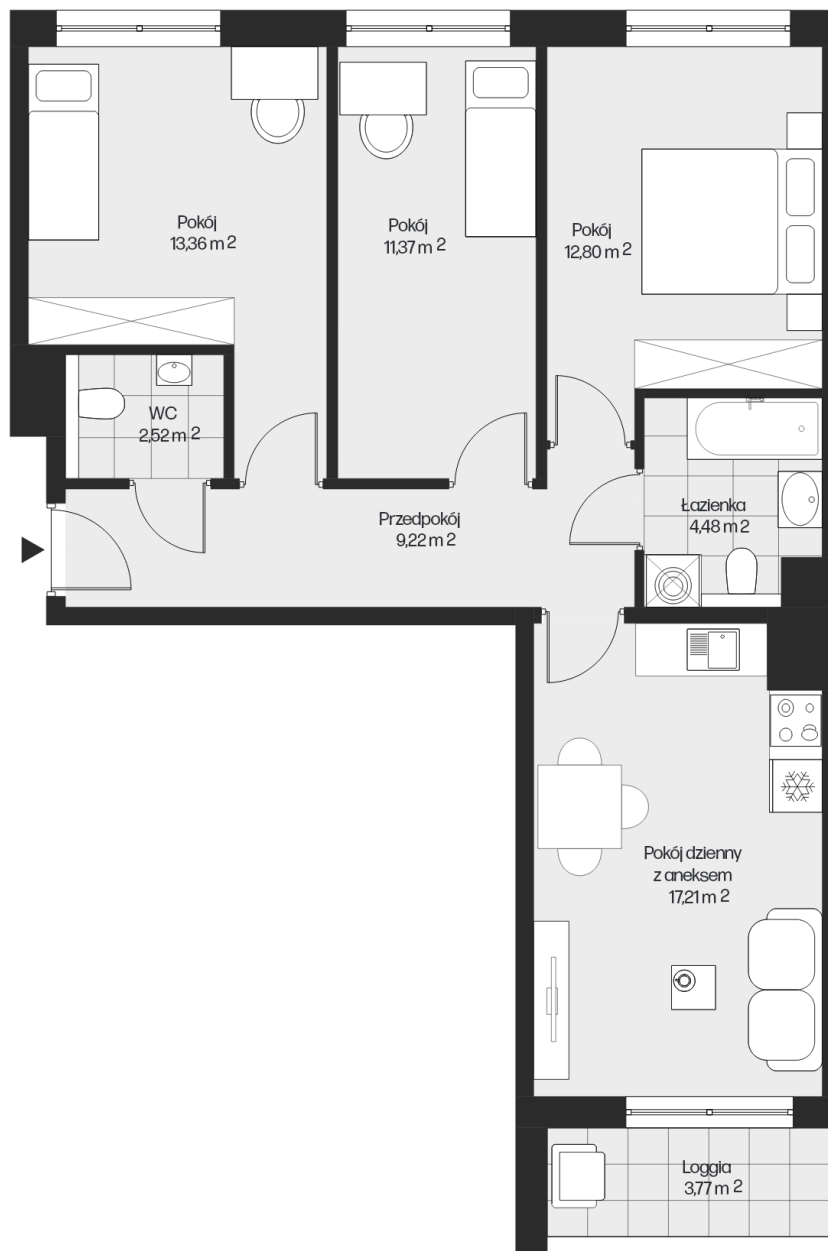 Pokój
13,36 m 2
Pokój
11,37 m 2
Pokój
12,80 m 2
WC
2,52 m 2
Przedpokój
9,22 m 2
Łazienka
4,48 m 2
Pokój dzienny
z aneksem
17,21 m 2
Loggia
3,77 m 2